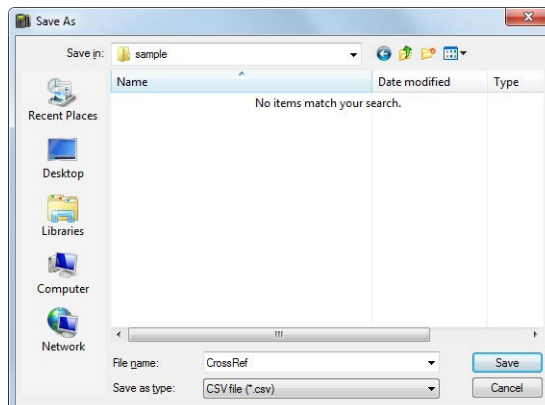 Save As
Save in: sample
Name Date modified Type
No items match your search.
Recent Places
Desktop
Libraries
Computer
Network
File name: CrossRef Save
Save as type: CSV file (*.csv) Cancel